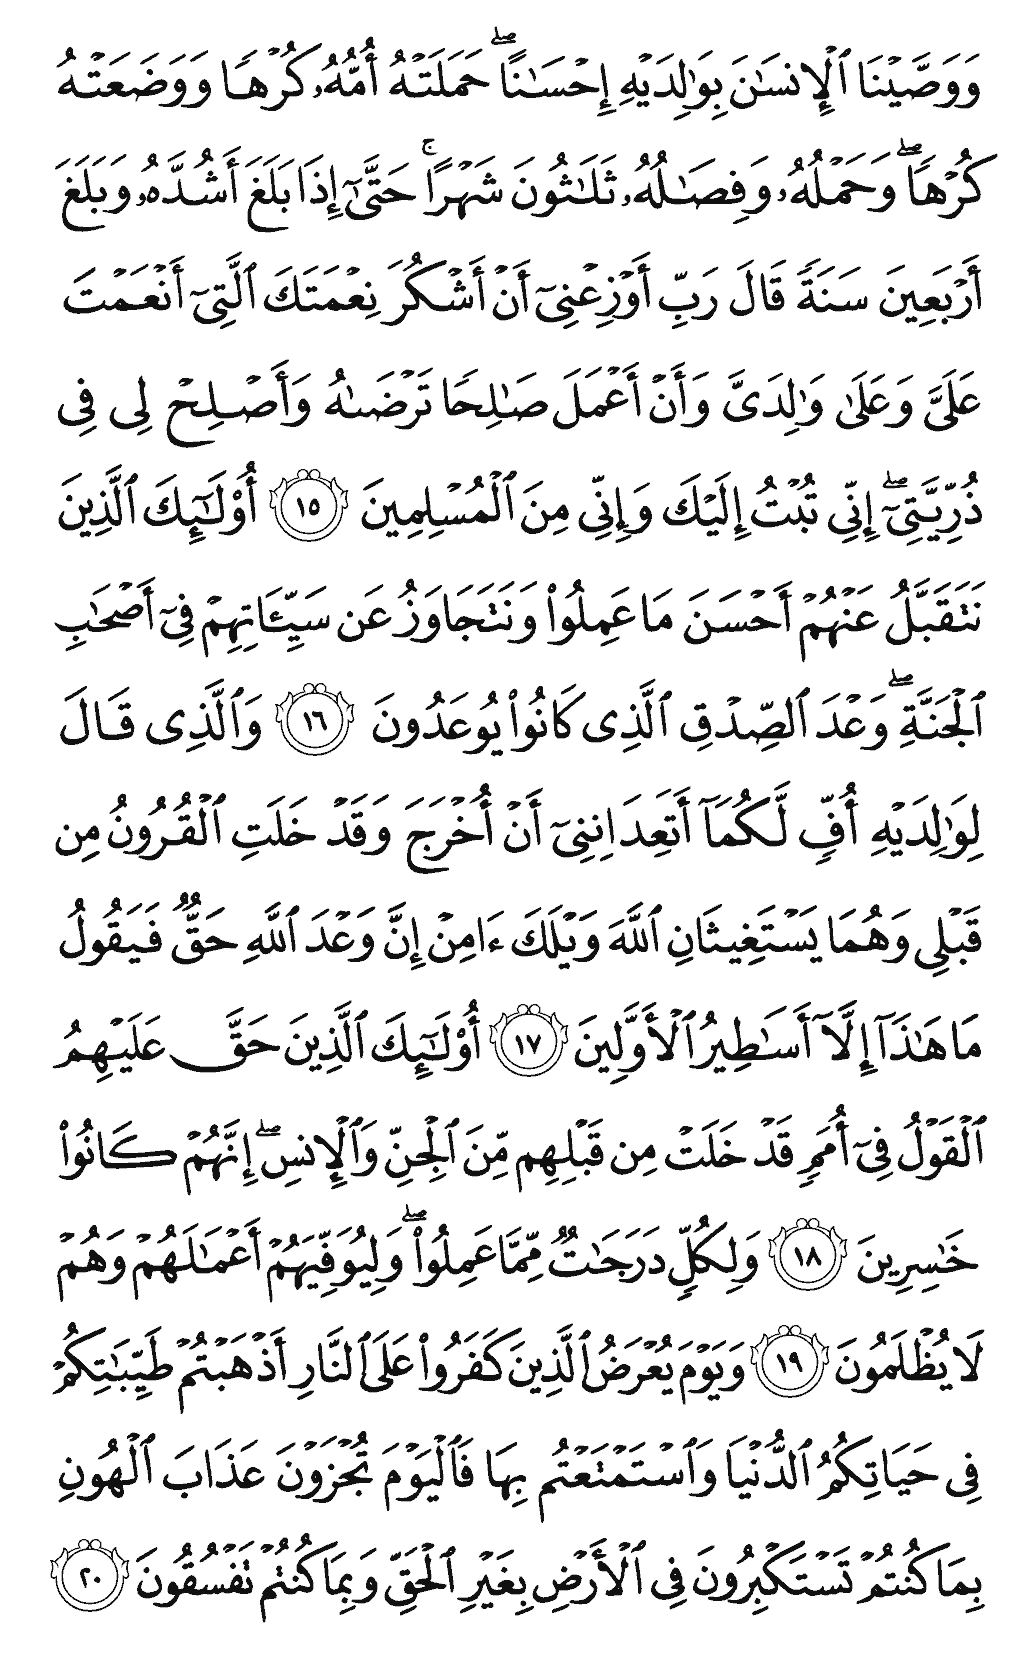 وَوَصَّيْنَا ٱلْإِنسَٰنَ بِوَٰلِدَيْهِ إِحْسَٰنًا ۖ حَمَلَتْهُ أُمُّهُۥ كُرْهًا وَوَضَعَتْهُ
كُرْهًا ۖ وَحَمْلُهُۥ وَفِصَٰلُهُۥ ثَلَٰثُونَ شَهْرًا ۚ حَتَّىٰٓ إِذَا بَلَغَ أَشُدَّهُۥ وَبَلَغَ
أَرْبَعِينَ سَنَةً قَالَ رَبِّ أَوْزِعْنِىٓ أَنْ أَشْكُرَ نِعْمَتَكَ ٱلَّتِىٓ أَنْعَمْتَ
عَلَىَّ وَعَلَىٰ وَٰلِدَىَّ وَأَنْ أَعْمَلَ صَٰلِحًا تَرْضَىٰهُ وَأَصْلِحْ لِى فِى
ذُرِّيَّتِىٓ ۖ إِنِّى تُبْتُ إِلَيْكَ وَإِنِّى مِنَ ٱلْمُسْلِمِينَ ١٥ أُو۟لَٰٓئِكَ ٱلَّذِينَ
نَتَقَبَّلُ عَنْهُمْ أَحْسَنَ مَا عَمِلُوا۟ وَنَتَجَاوَزُ عَن سَيِّـَٔاتِهِمْ فِىٓ أَصْحَٰبِ
ٱلْجَنَّةِ ۖ وَعْدَ ٱلصِّدْقِ ٱلَّذِى كَانُوا۟ يُوعَدُونَ ١٦ وَٱلَّذِى قَالَ
لِوَٰلِدَيْهِ أُفٍّ لَّكُمَآ أَتَعِدَانِنِىٓ أَنْ أُخْرَجَ وَقَدْ خَلَتِ ٱلْقُرُونُ مِن
قَبْلِى وَهُمَا يَسْتَغِيثَانِ ٱللَّهَ وَيْلَكَ ءَامِنْ إِنَّ وَعْدَ ٱللَّهِ حَقٌّ فَيَقُولُ
مَا هَٰذَآ إِلَّآ أَسَٰطِيرُ ٱلْأَوَّلِينَ ١٧ أُو۟لَٰٓئِكَ ٱلَّذِينَ حَقَّ عَلَيْهِمُ
ٱلْقَوْلُ فِىٓ أُمَمٍ قَدْ خَلَتْ مِن قَبْلِهِم مِّنَ ٱلْجِنِّ وَٱلْإِنسِ ۖ إِنَّهُمْ كَانُوا۟
خَٰسِرِينَ ١٨ وَلِكُلٍّ دَرَجَٰتٌ مِّمَّا عَمِلُوا۟ ۖ وَلِيُوَفِّيَهُمْ أَعْمَٰلَهُمْ وَهُمْ
لَا يُظْلَمُونَ ١٩ وَيَوْمَ يُعْرَضُ ٱلَّذِينَ كَفَرُوا۟ عَلَى ٱلنَّارِ أَذْهَبْتُمْ طَيِّبَٰتِكُمْ
فِى حَيَاتِكُمُ ٱلدُّنْيَا وَٱسْتَمْتَعْتُم بِهَا فَٱلْيَوْمَ تُجْزَوْنَ عَذَابَ ٱلْهُونِ
بِمَا كُنتُمْ تَسْتَكْبِرُونَ فِى ٱلْأَرْضِ بِغَيْرِ ٱلْحَقِّ وَبِمَا كُنتُمْ تَفْسُقُونَ ٢٠